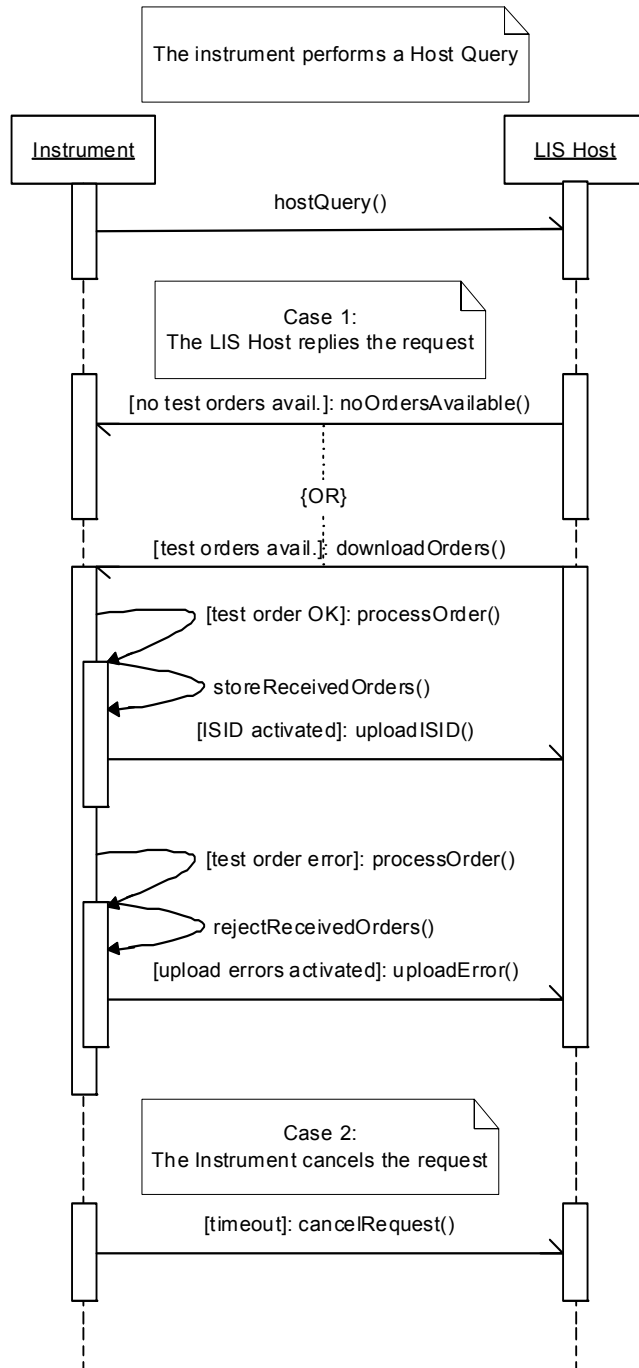 The instrument performs a Host Query
Instrument
LIS Host
hostQuery()
Case 1:
The LIS Host replies the request
[no test orders avail.]: noOrdersAvailable()
{OR}
[test orders avail.]: downloadOrders()
[test order OK]: processOrder()
storeReceivedOrders()
[ISID activated]: uploadISID()
[test order error]: processOrder()
rejectReceivedOrders()
[upload errors activated]: uploadError()
Case 2:
The Instrument cancels the request
[timeout]: cancelRequest()